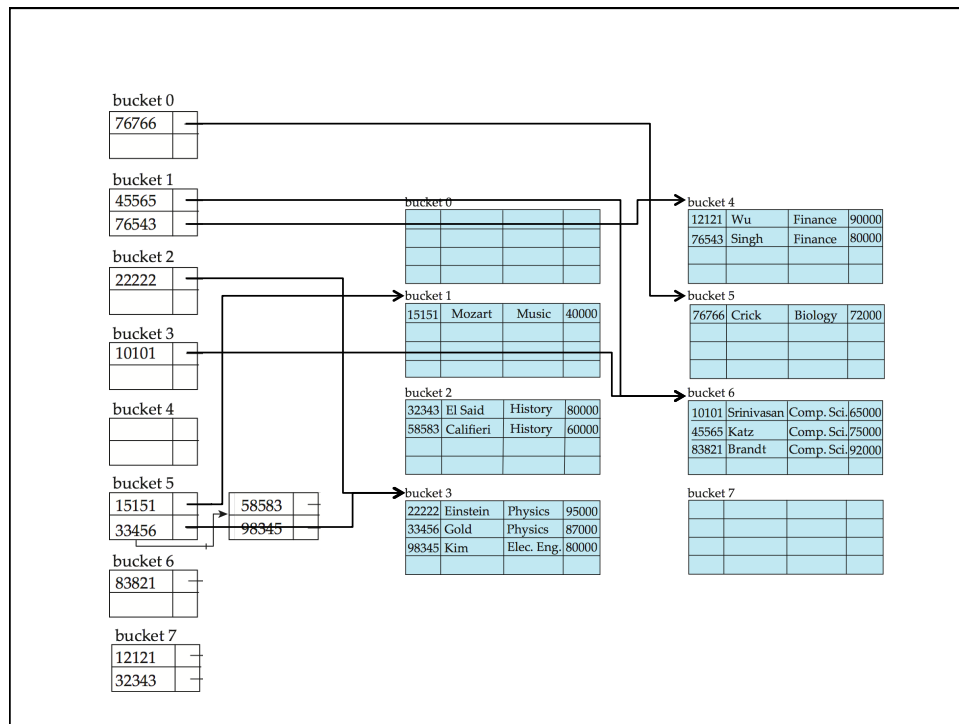 bucket 0
76766
bucket 1
45565
76543
bucket 2
22222
bucket 3
10101
bucket 4
bucket 5
15151
33456
58583
98345
bucket 6
83821
bucket 7
12121
32343
bucket 0
bucket 1
15151 Mozart Music 40000
bucket 2
32343 El Said History 80000
58583 Califieri History 60000
bucket 3
22222 Einstein Physics 95000
33456 Gold Physics 87000
98345 Kim Elec. Eng. 80000
bucket 4
12121 Wu Finance 90000
76543 Singh Finance 80000
bucket 5
76766 Crick Biology 72000
bucket 6
10101 Srinivasan Comp. Sci. 65000
45565 Katz Comp. Sci. 75000
83821 Brandt Comp. Sci. 92000
bucket 7